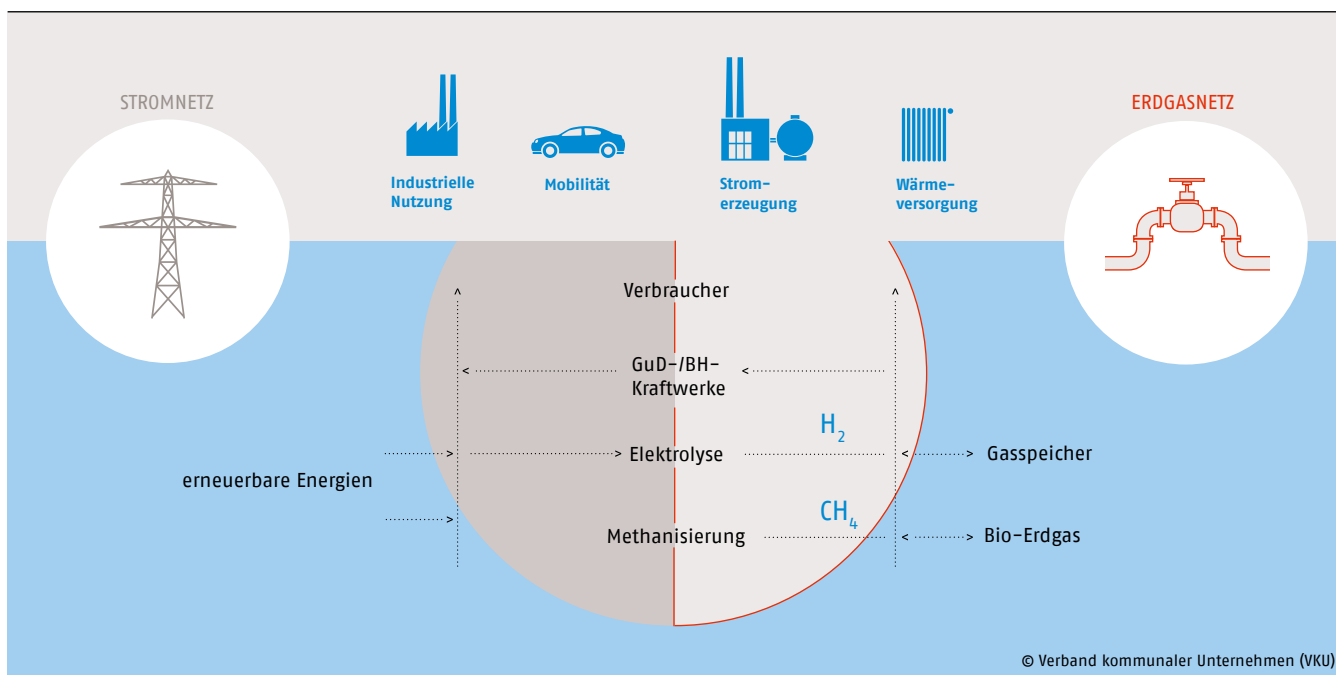 STROMNETZ
ERDGASNETZ
Industrielle
Nutzung
Mobilität
Strom-
erzeugung
Wärme-
versorgung
Verbraucher
GuD-/BH-
Kraftwerke
H2
Elektrolyse
Gasspeicher
erneuerbare Energien
CH4
Methanisierung
Bio-Erdgas
© Verband kommunaler Unternehmen (VKU)